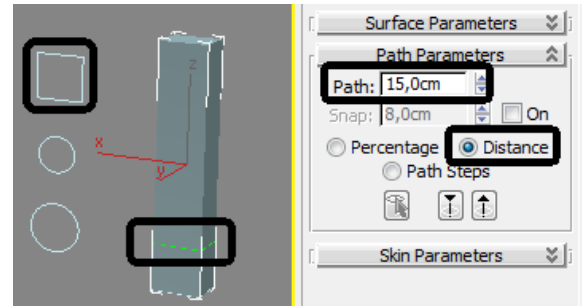 z
x
y
Surface Parameters
Path Parameters
Path: 15,0cm
Snap: 8,0cm On
Percentage Distance
Path Steps
Skin Parameters